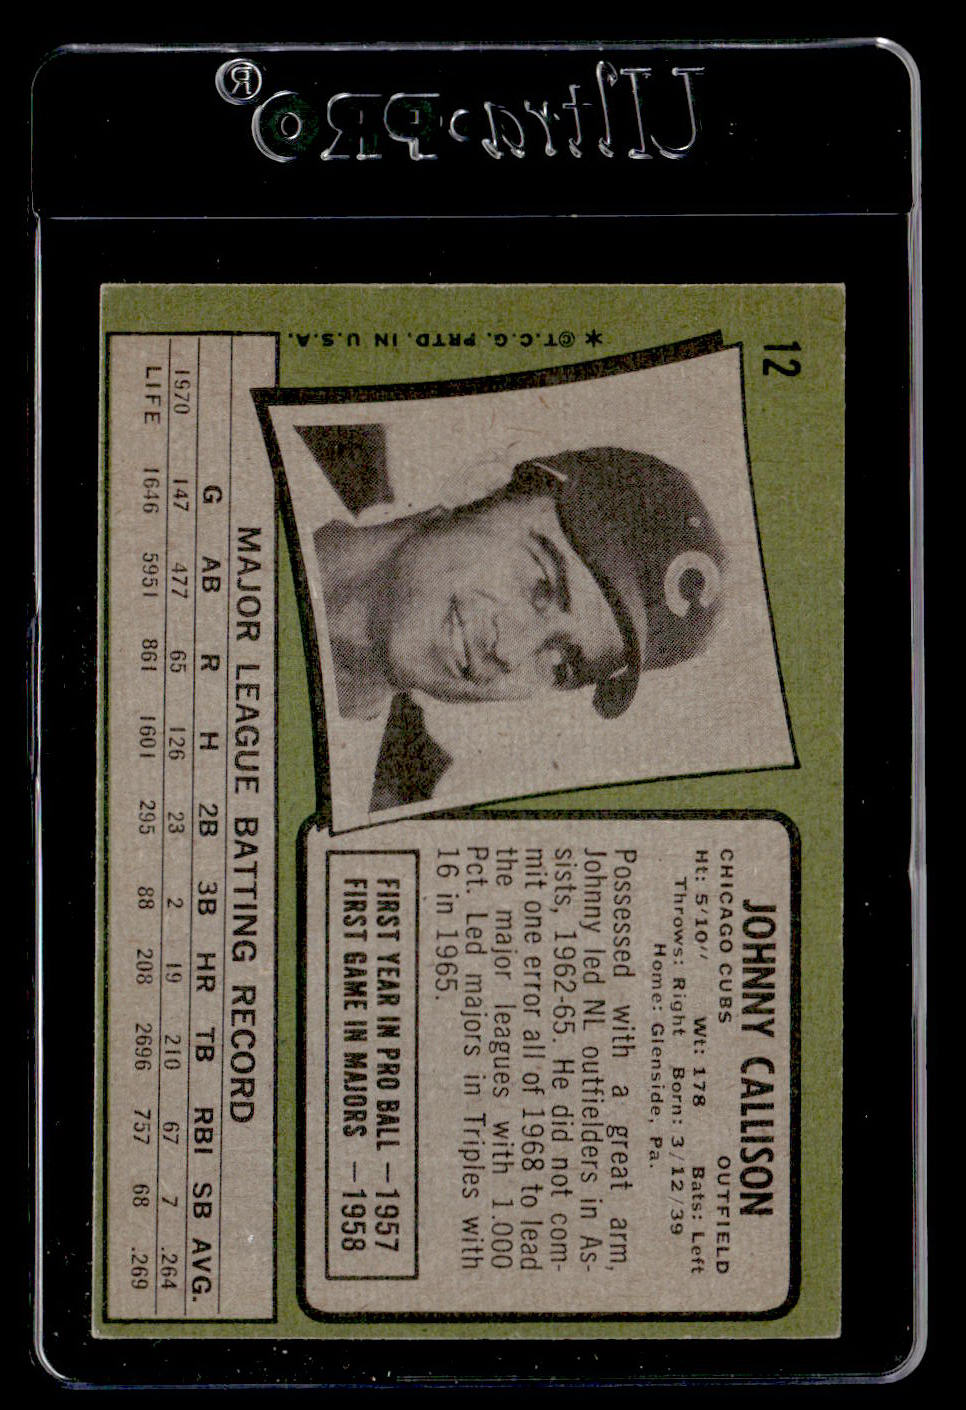 Ultra·PRO®
12
*©T.C.G. PRTD. IN U.S.A.
C
JOHNNY CALLISON
CHICAGO CUBS OUTFIELD
Ht: 5'10" Wt: 178 Bats: Left
Throws: Right Born: 3/12/39
Home: Glenside, Pa.
Possessed with a great arm,
Johnny led NL outfielders in As-
sists, 1962-65. He did not com-
mit one error all of 1968 to lead
the major leagues with 1.000
Pct. Led majors in Triples with
16 in 1965.
FIRST YEAR IN PRO BALL —1957
FIRST GAME IN MAJORS —1958
MAJOR LEAGUE BATTING RECORD
G AB R H 2B 3B HR TB RBI SB AVG.
1970 147 477 65 126 23 2 19 210 67 7 .264
LIFE 1646 5951 861 1601 295 88 208 2696 757 68 .269